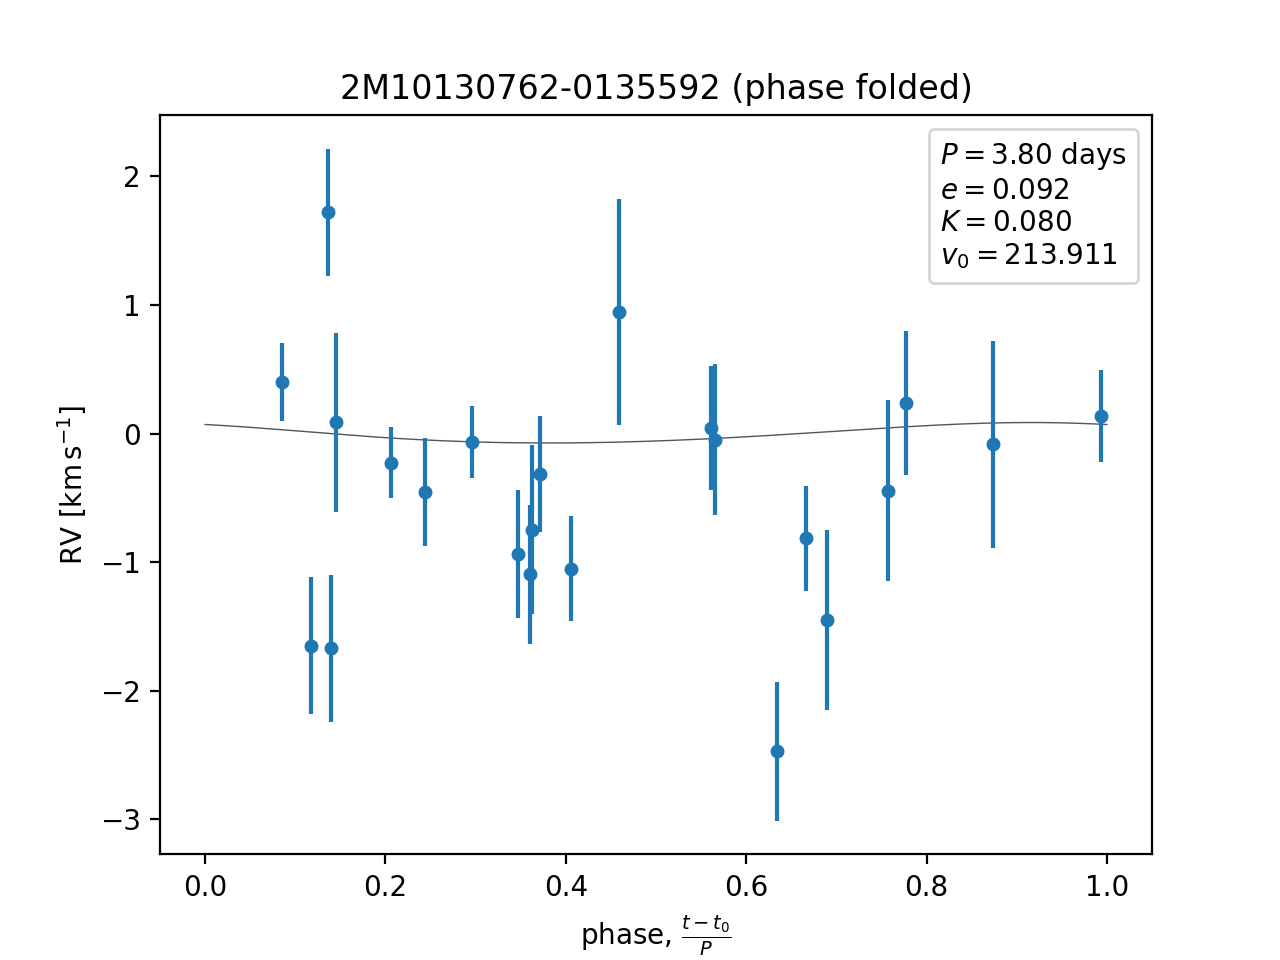 2M10130762-0135592 (phase folded)
P = 3.80 days
e = 0.092
K = 0.080
v₀ = 213.911
2
1
0
−1
−2
−3
RV [km s⁻¹]
0.0 0.2 0.4 0.6 0.8 1.0
phase, (t − t₀)/P